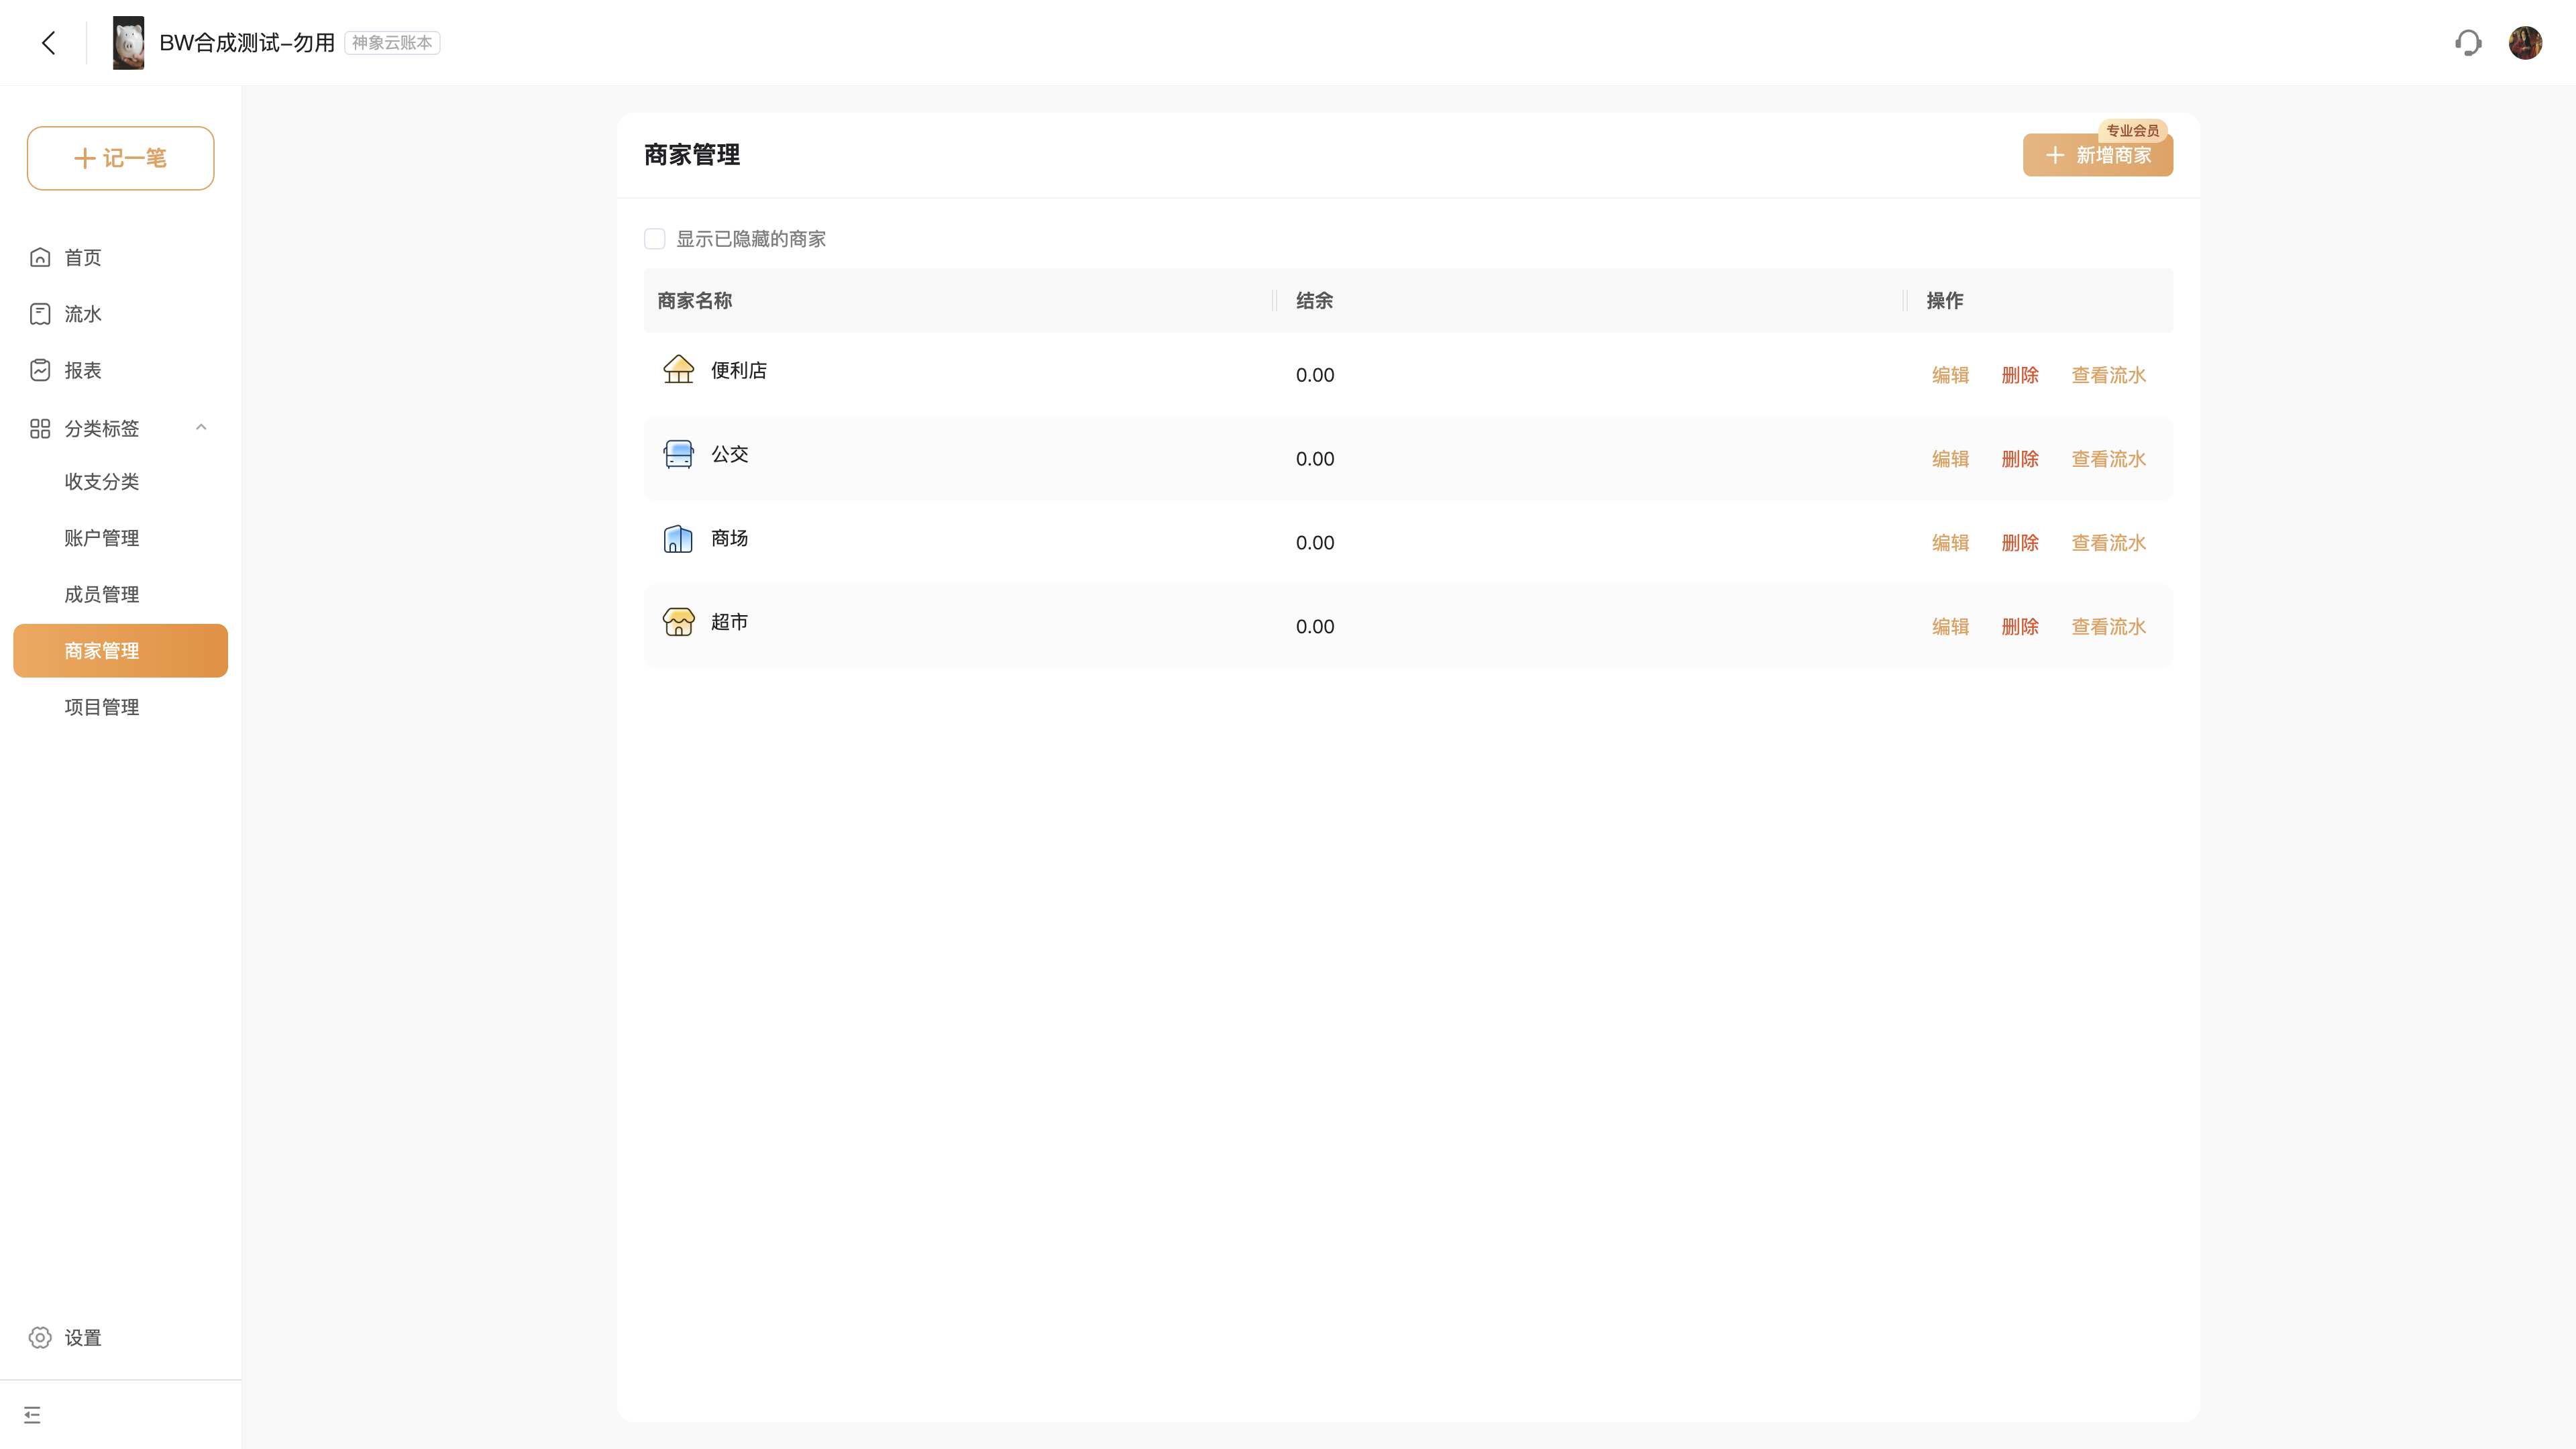 BW合成测试-勿用 神象云账本
记一笔
首页
流水
报表
分类标签
收支分类
账户管理
成员管理
商家管理
项目管理
设置
商家管理
专业会员
新增商家
显示已隐藏的商家
商家名称 结余 操作
便利店 0.00 编辑 删除 查看流水
公交 0.00 编辑 删除 查看流水
商场 0.00 编辑 删除 查看流水
超市 0.00 编辑 删除 查看流水